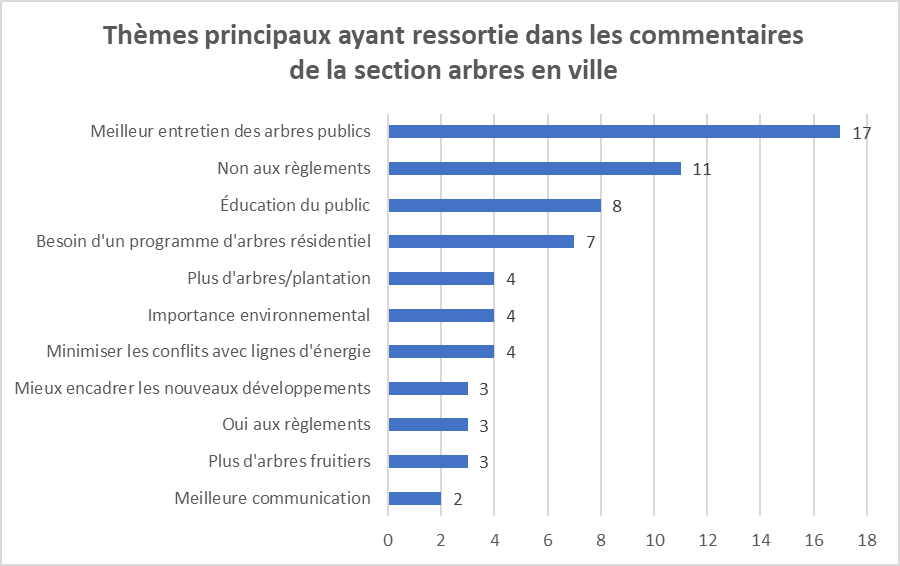 Thèmes principaux ayant ressortie dans les commentaires
de la section arbres en ville
Meilleur entretien des arbres publics 17
Non aux règlements 11
Éducation du public 8
Besoin d'un programme d'arbres résidentiel 7
Plus d'arbres/plantation 4
Importance environnemental 4
Minimiser les conflits avec lignes d'énergie 4
Mieux encadrer les nouveaux développements 3
Oui aux règlements 3
Plus d'arbres fruitiers 3
Meilleure communication 2
0 2 4 6 8 10 12 14 16 18